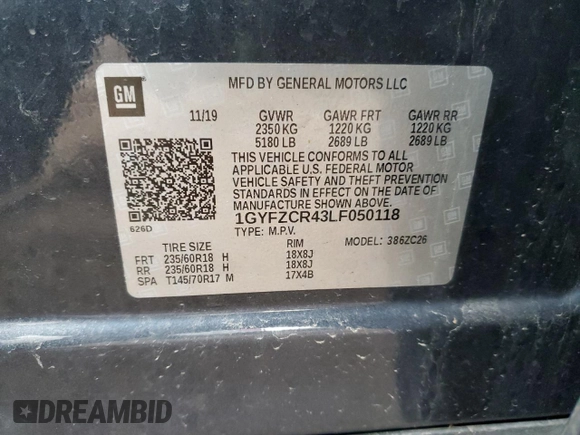 GM
MFD BY GENERAL MOTORS LLC
11/19 GVWR GAWR FRT GAWR RR
2350 KG 1220 KG 1220 KG
5180 LB 2689 LB 2689 LB
THIS VEHICLE CONFORMS TO ALL
APPLICABLE U.S. FEDERAL MOTOR
VEHICLE SAFETY AND THEFT PREVENTION
STANDARDS IN EFFECT ON THE DATE OF
MANUFACTURE SHOWN ABOVE.
1GYFZCR43LF050118
626D
TYPE: M.P.V.
MODEL: 386ZC26
TIRE SIZE RIM
FRT 235/60R18 H 18X8J
RR 235/60R18 H 18X8J
SPA T145/70R17 M 17X4B
DREAMBID